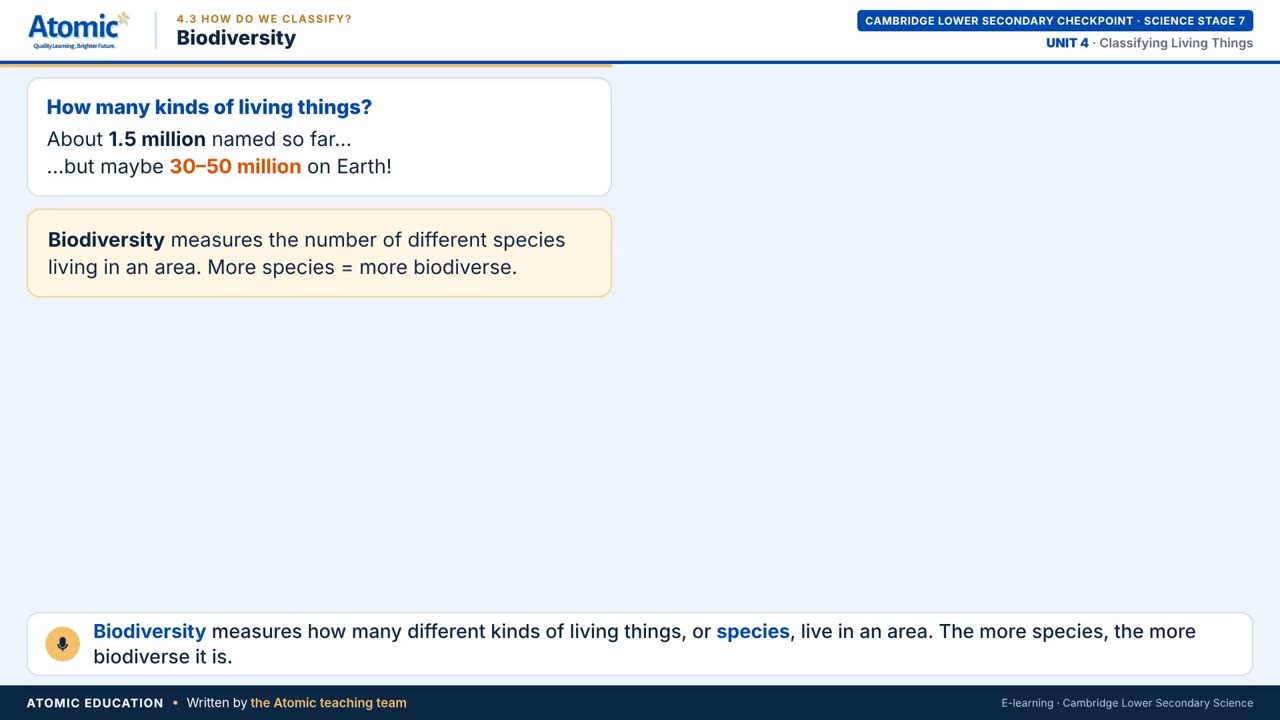 Atomic
Quality Learning, Brighter Future.
4.3 HOW DO WE CLASSIFY?
Biodiversity
CAMBRIDGE LOWER SECONDARY CHECKPOINT · SCIENCE STAGE 7
UNIT 4 · Classifying Living Things
How many kinds of living things?
About 1.5 million named so far...
...but maybe 30–50 million on Earth!
Biodiversity measures the number of different species
living in an area. More species = more biodiverse.
Biodiversity measures how many different kinds of living things, or species, live in an area. The more species, the more
biodiverse it is.
ATOMIC EDUCATION • Written by the Atomic teaching team
E-learning · Cambridge Lower Secondary Science